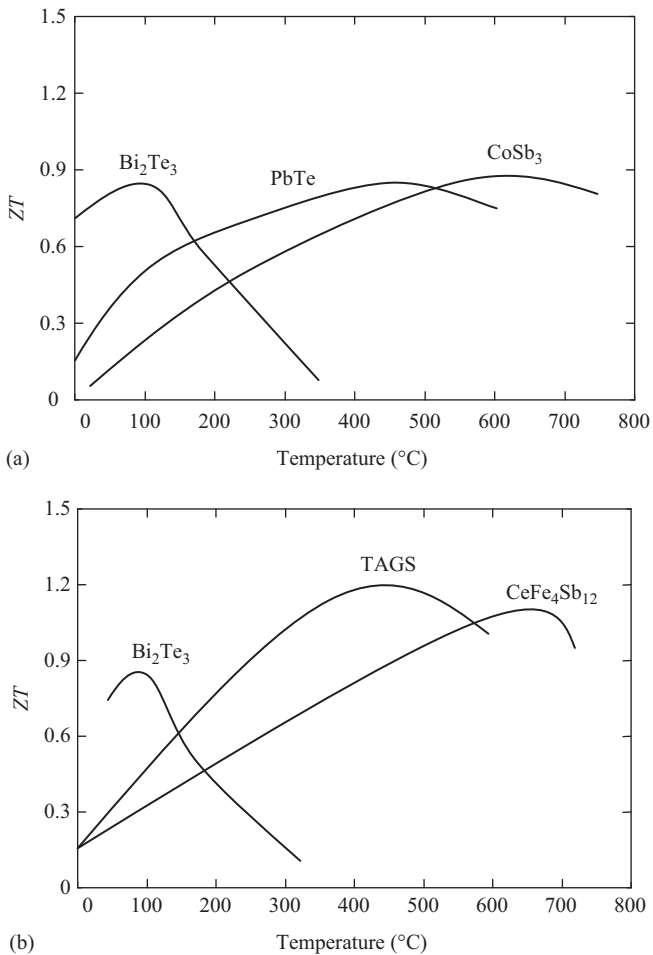 1.5
1.2
0.9
0.6
0.3
0
ZT
Bi₂Te₃
PbTe
CoSb₃
0 100 200 300 400 500 600 700 800
Temperature (°C)
(a)
1.5
1.2
0.9
0.6
0.3
0
ZT
TAGS
CeFe₄Sb₁₂
Bi₂Te₃
0 100 200 300 400 500 600 700 800
Temperature (°C)
(b)